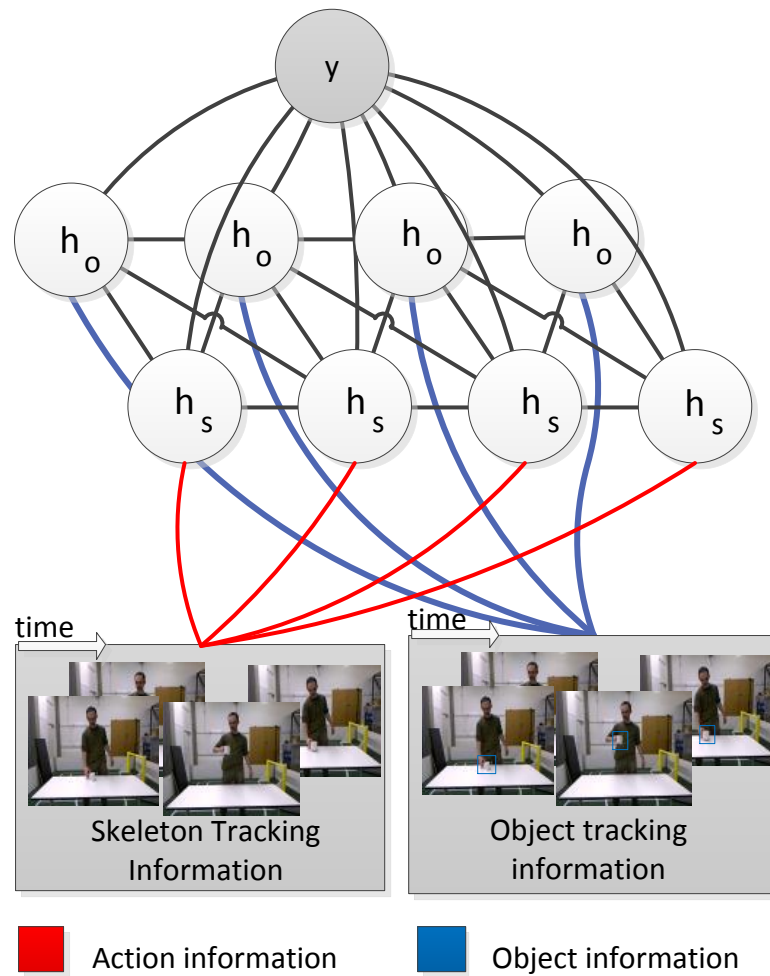 y
h o h o h o h o
h s h s h s h s
time
time
Skeleton Tracking
Information
Object tracking
information
Action information
Object information